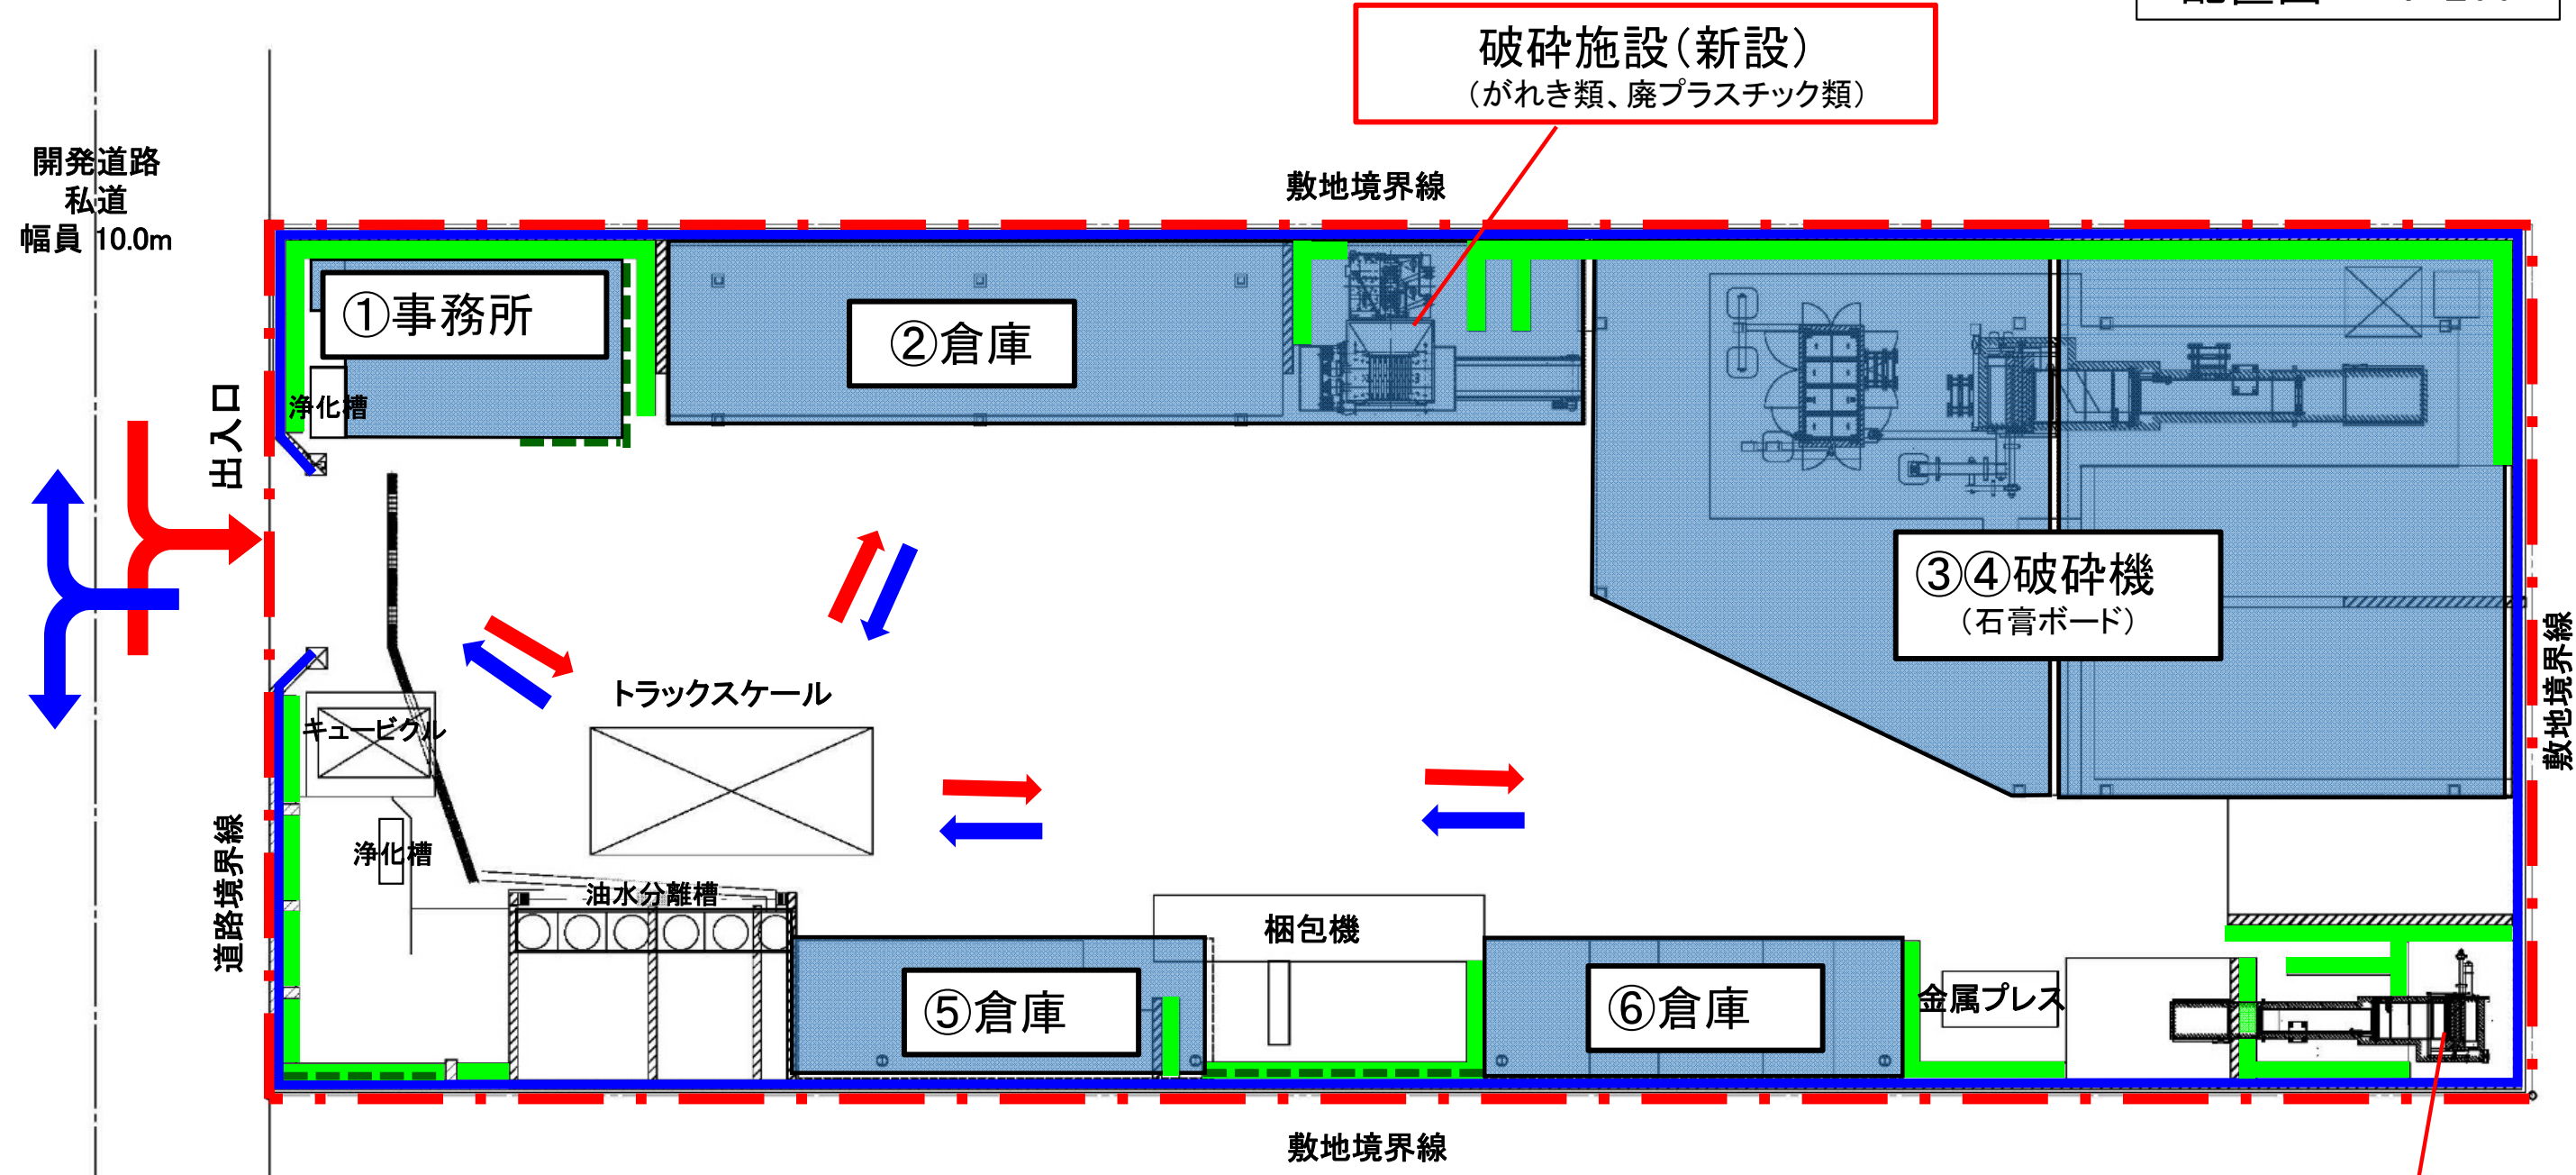 破砕施設（新設）
（がれき類、廃プラスチック類）
開発道路
私道
幅員 10.0m
敷地境界線
①事務所
②倉庫
浄化槽
出入口
③④破砕機
（石膏ボード）
敷地境界線
トラックスケール
キュービクル
浄化槽
道路境界線
油水分離槽
梱包機
⑤倉庫
⑥倉庫
金属プレス
敷地境界線